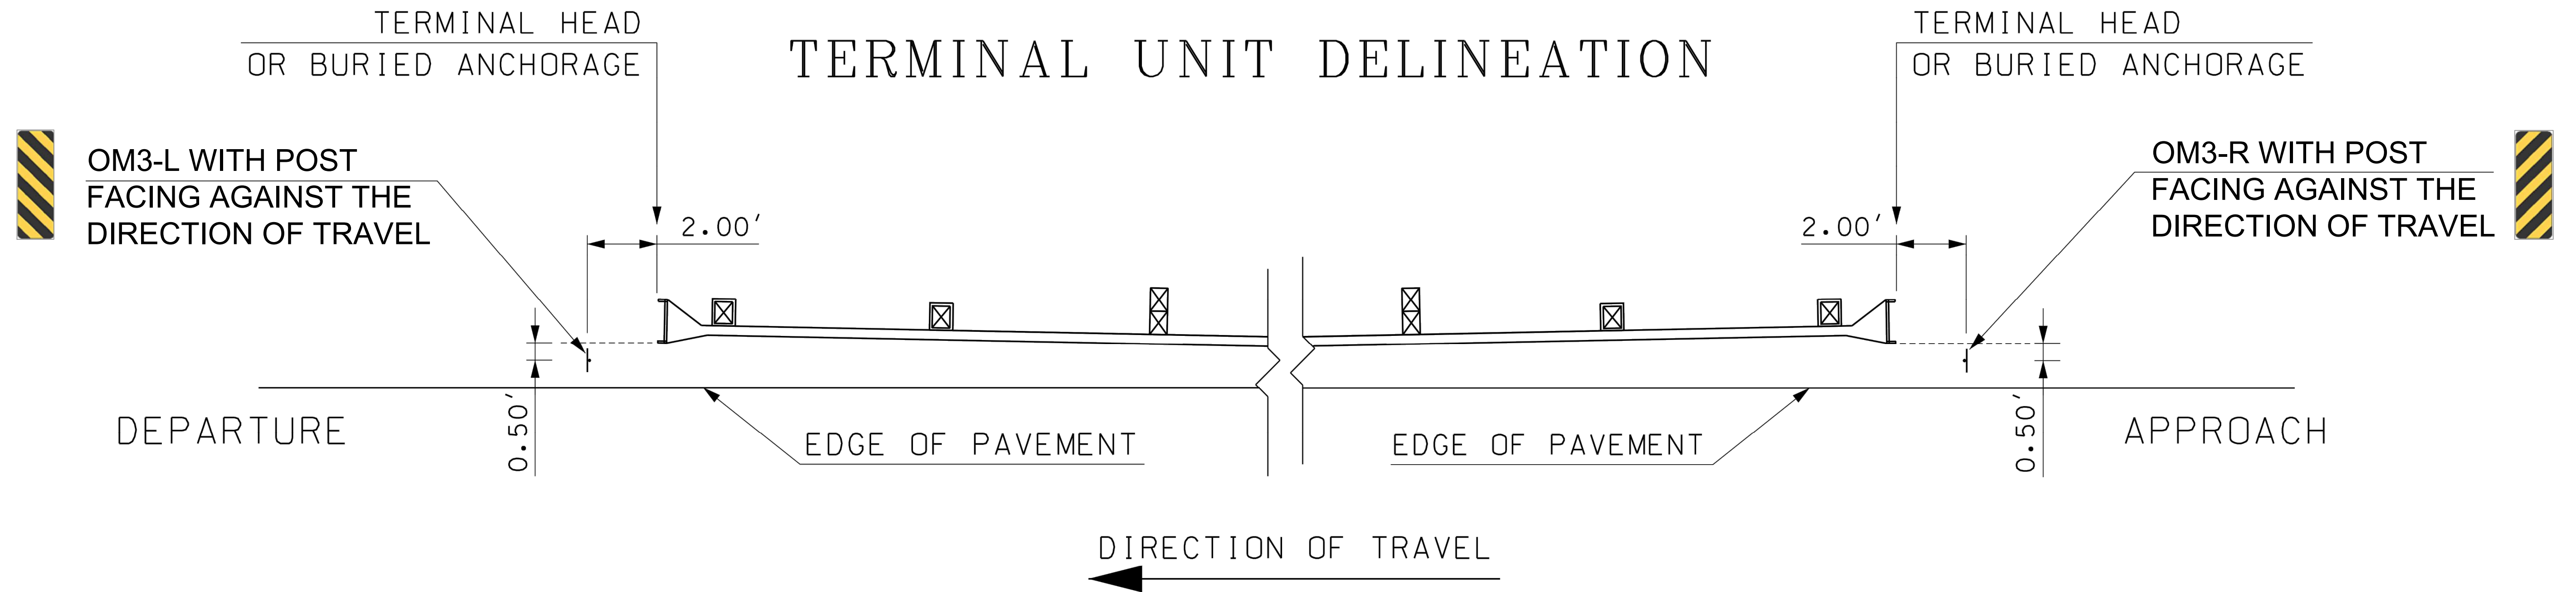 TERMINAL HEAD
OR BURIED ANCHORAGE
TERMINAL UNIT DELINEATION
TERMINAL HEAD
OR BURIED ANCHORAGE
OM3-L WITH POST
FACING AGAINST THE
DIRECTION OF TRAVEL
OM3-R WITH POST
FACING AGAINST THE
DIRECTION OF TRAVEL
2.00'
2.00'
0.50'
0.50'
DEPARTURE
EDGE OF PAVEMENT
EDGE OF PAVEMENT
APPROACH
DIRECTION OF TRAVEL